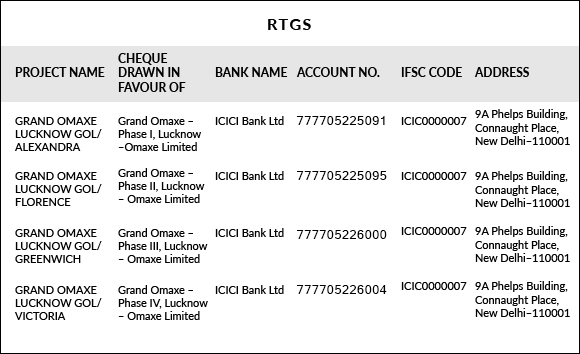 RTGS
PROJECT NAME
CHEQUE
DRAWN IN
FAVOUR OF
BANK NAME
ACCOUNT NO.
IFSC CODE
ADDRESS
GRAND OMAXE
LUCKNOW GOL/
ALEXANDRA
Grand Omaxe –
Phase I, Lucknow
–Omaxe Limited
ICICI Bank Ltd
777705225091
ICIC0000007
9A Phelps Building,
Connaught Place,
New Delhi–110001
GRAND OMAXE
LUCKNOW GOL/
FLORENCE
Grand Omaxe –
Phase II, Lucknow
– Omaxe Limited
ICICI Bank Ltd
777705225095
ICIC0000007
9A Phelps Building,
Connaught Place,
New Delhi–110001
GRAND OMAXE
LUCKNOW GOL/
GREENWICH
Grand Omaxe –
Phase III, Lucknow
– Omaxe Limited
ICICI Bank Ltd
777705226000
ICIC0000007
9A Phelps Building,
Connaught Place,
New Delhi–110001
GRAND OMAXE
LUCKNOW GOL/
VICTORIA
Grand Omaxe –
Phase IV, Lucknow
– Omaxe Limited
ICICI Bank Ltd
777705226004
ICIC0000007
9A Phelps Building,
Connaught Place,
New Delhi–110001